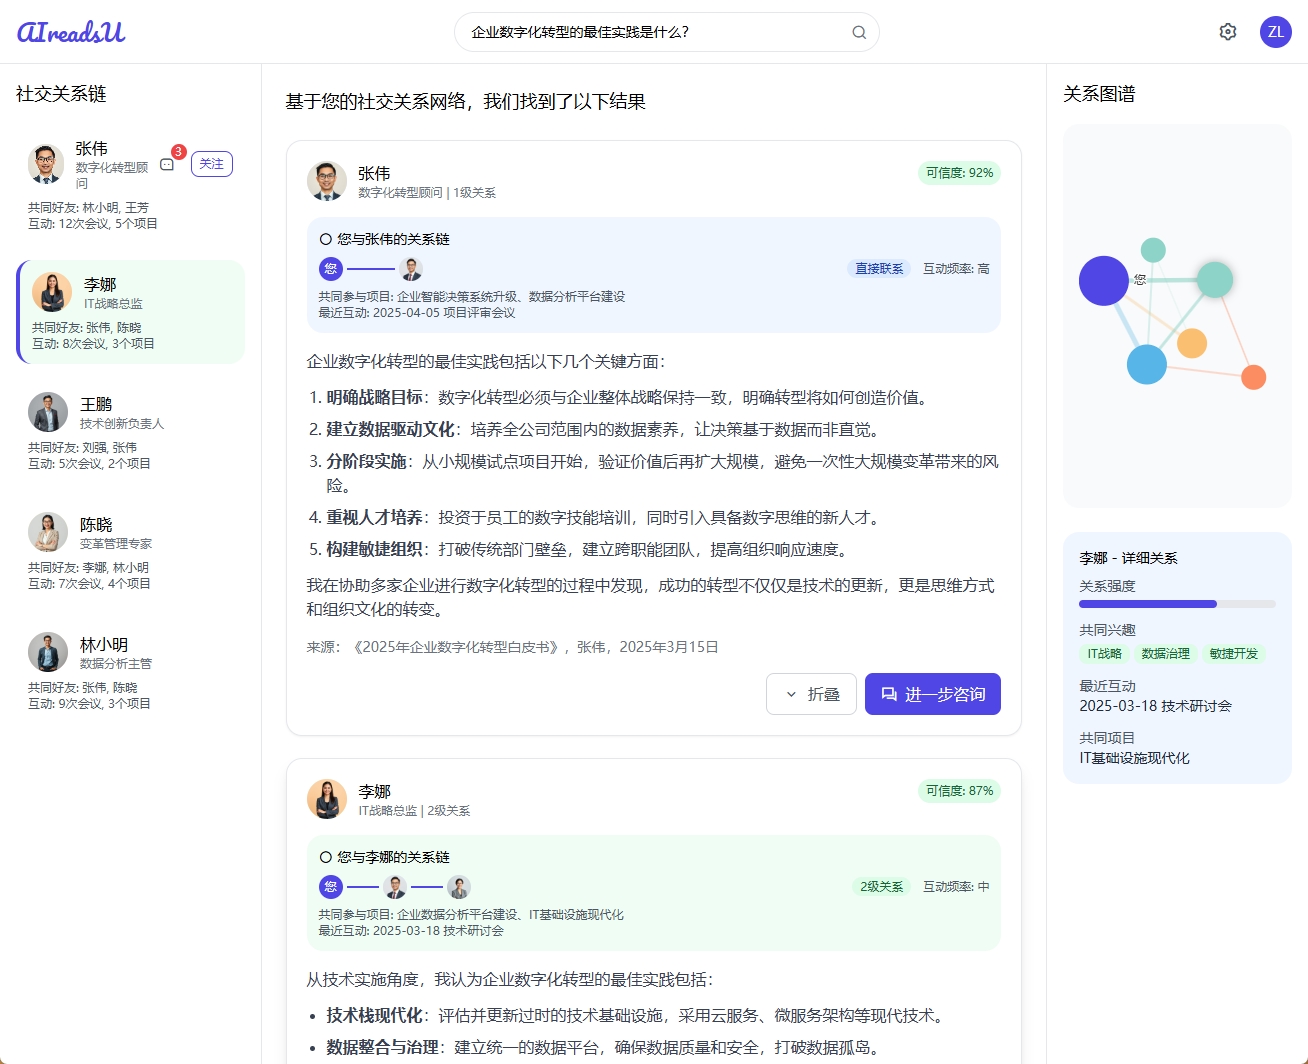 AIreadsU
企业数字化转型的最佳实践是什么?
ZL
社交关系链
张伟
数字化转型顾
问
3
关注
共同好友: 林小明, 王芳
互动: 12次会议, 5个项目
李娜
IT战略总监
共同好友: 张伟, 陈晓
互动: 8次会议, 3个项目
王鹏
技术创新负责人
共同好友: 刘强, 张伟
互动: 5次会议, 2个项目
陈晓
变革管理专家
共同好友: 李娜, 林小明
互动: 7次会议, 4个项目
林小明
数据分析主管
共同好友: 张伟, 陈晓
互动: 9次会议, 3个项目
基于您的社交关系网络，我们找到了以下结果
张伟
数字化转型顾问 | 1级关系
可信度: 92%
您与张伟的关系链
您
直接联系
互动频率: 高
共同参与项目: 企业智能决策系统升级、数据分析平台建设
最近互动: 2025-04-05 项目评审会议
企业数字化转型的最佳实践包括以下几个关键方面：
1. 明确战略目标：数字化转型必须与企业整体战略保持一致，明确转型将如何创造价值。
2. 建立数据驱动文化：培养全公司范围内的数据素养，让决策基于数据而非直觉。
3. 分阶段实施：从小规模试点项目开始，验证价值后再扩大规模，避免一次性大规模变革带来的风
险。
4. 重视人才培养：投资于员工的数字技能培训，同时引入具备数字思维的新人才。
5. 构建敏捷组织：打破传统部门壁垒，建立跨职能团队，提高组织响应速度。
我在协助多家企业进行数字化转型的过程中发现，成功的转型不仅仅是技术的更新，更是思维方式
和组织文化的转变。
来源：《2025年企业数字化转型白皮书》，张伟，2025年3月15日
折叠
进一步咨询
李娜
IT战略总监 | 2级关系
可信度: 87%
您与李娜的关系链
您
2级关系
互动频率: 中
共同参与项目: 企业数据分析平台建设、IT基础设施现代化
最近互动: 2025-03-18 技术研讨会
从技术实施角度，我认为企业数字化转型的最佳实践包括：
• 技术栈现代化：评估并更新过时的技术基础设施，采用云服务、微服务架构等现代技术。
• 数据整合与治理：建立统一的数据平台，确保数据质量和安全，打破数据孤岛。
关系图谱
您
李娜 - 详细关系
关系强度
共同兴趣
IT战略
数据治理
敏捷开发
最近互动
2025-03-18 技术研讨会
共同项目
IT基础设施现代化